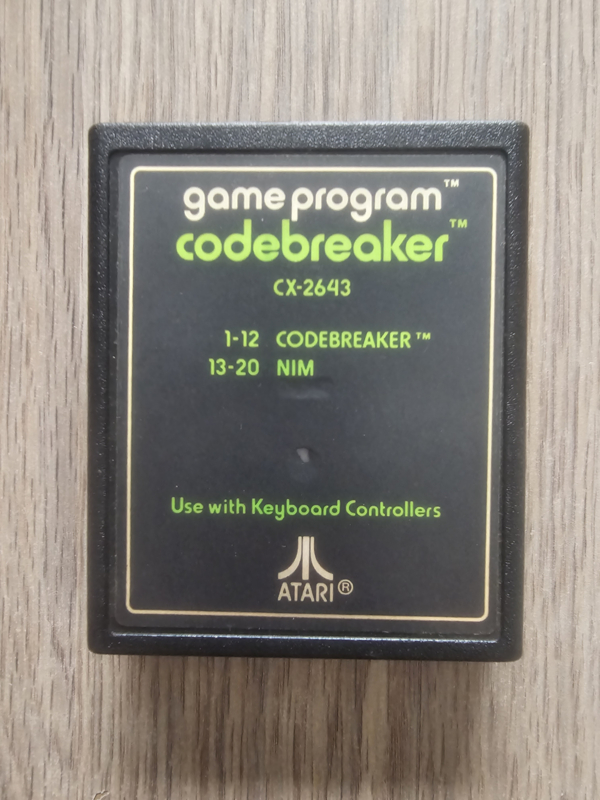 game program™
codebreaker™
CX-2643
1-12 CODEBREAKER™
13-20 NIM
Use with Keyboard Controllers
ATARI®